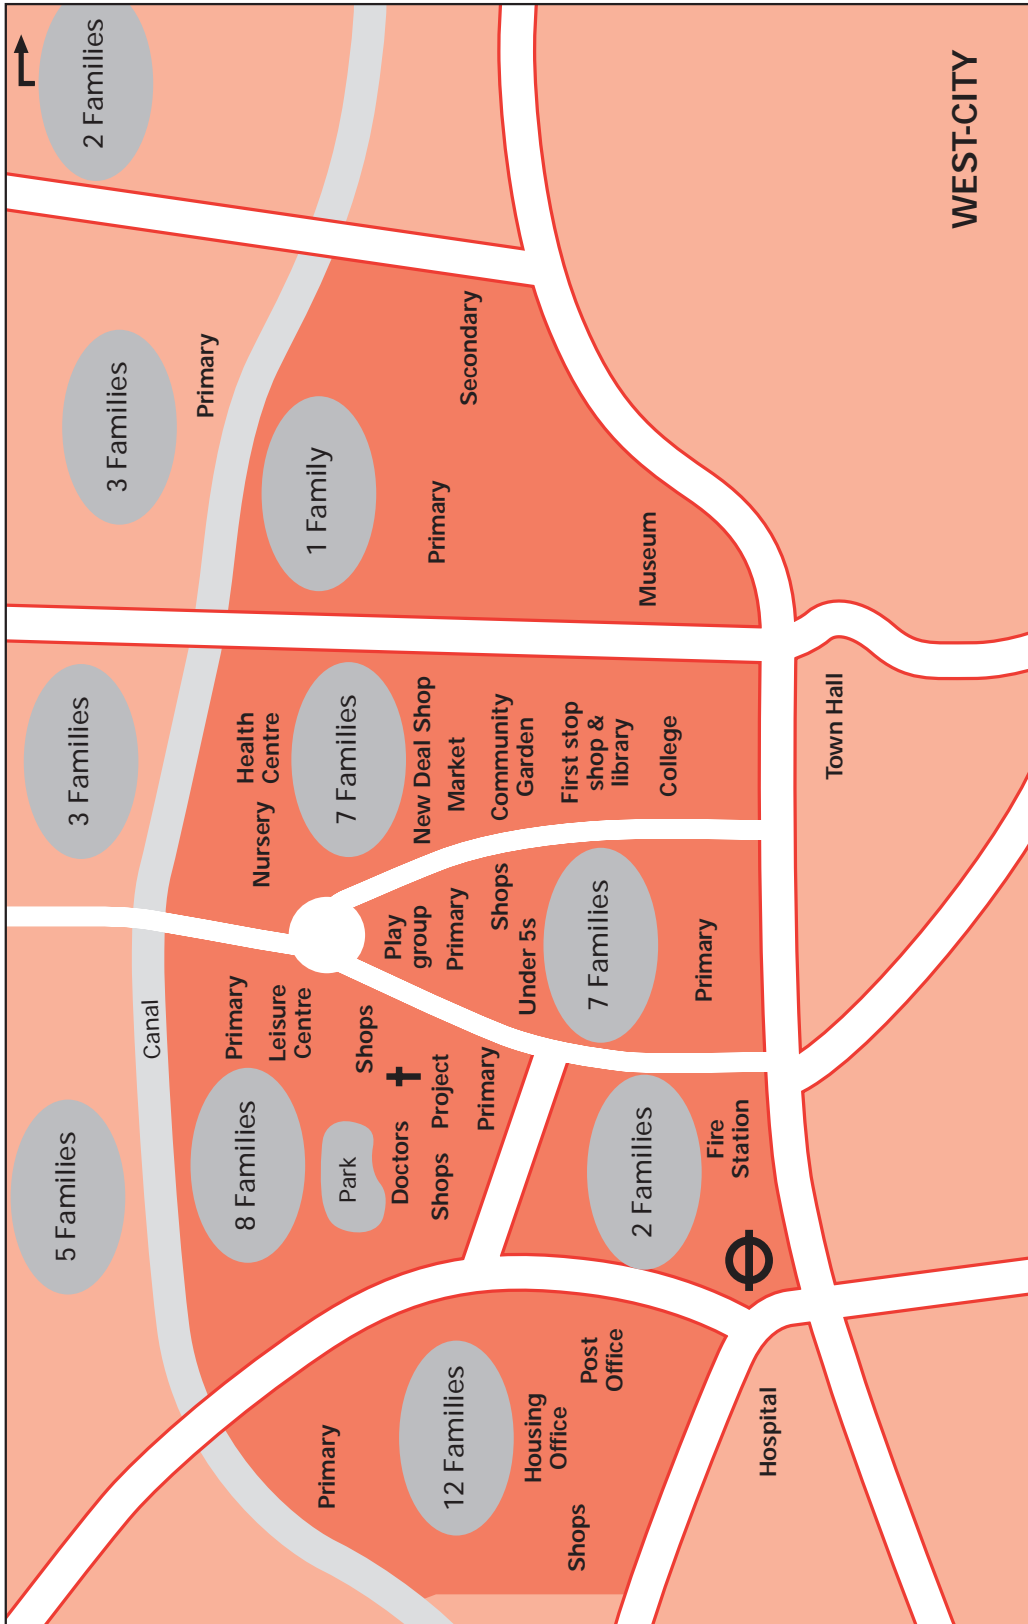 5 Families
3 Families
3 Families
2 Families
Canal
Primary
8 Families
Primary
Leisure
Centre
Nursery
Health
Centre
1 Family
Primary
Park
Shops
7 Families
Doctors
Play
group
New Deal Shop
Shops
Project
Primary
Market
Primary
Secondary
12 Families
Primary
Shops
Community
Garden
Under 5s
Housing
Office
Post
Office
Shops
7 Families
First stop
shop &
library
2 Families
Museum
College
Primary
Fire
Station
Hospital
Town Hall
WEST-CITY